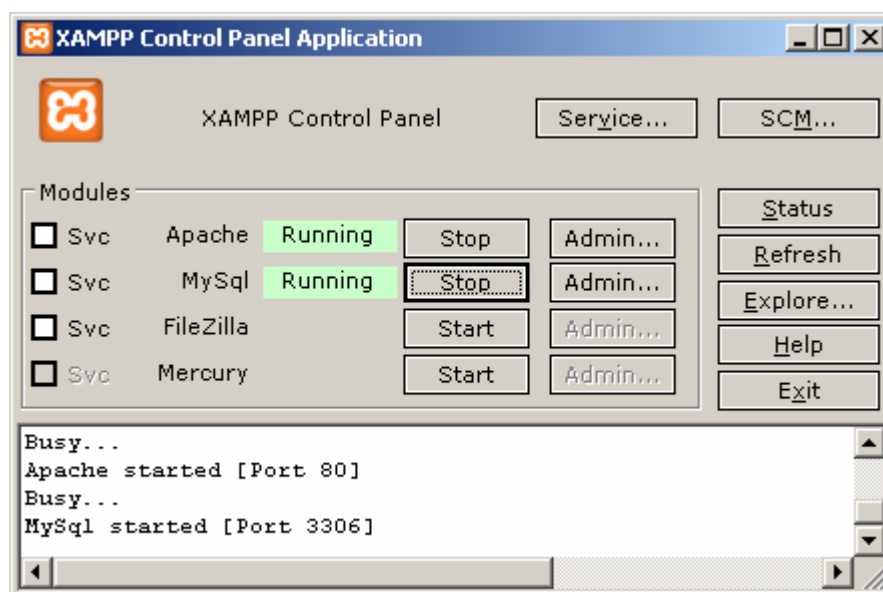 XAMPP Control Panel Application
XAMPP Control Panel Service... SCM...
Modules
Svc Apache Running Stop Admin...
Svc MySql Running Stop Admin...
Svc FileZilla Start Admin...
Svc Mercury Start Admin...
Status
Refresh
Explore...
Help
Exit
Busy...
Apache started [Port 80]
Busy...
MySql started [Port 3306]